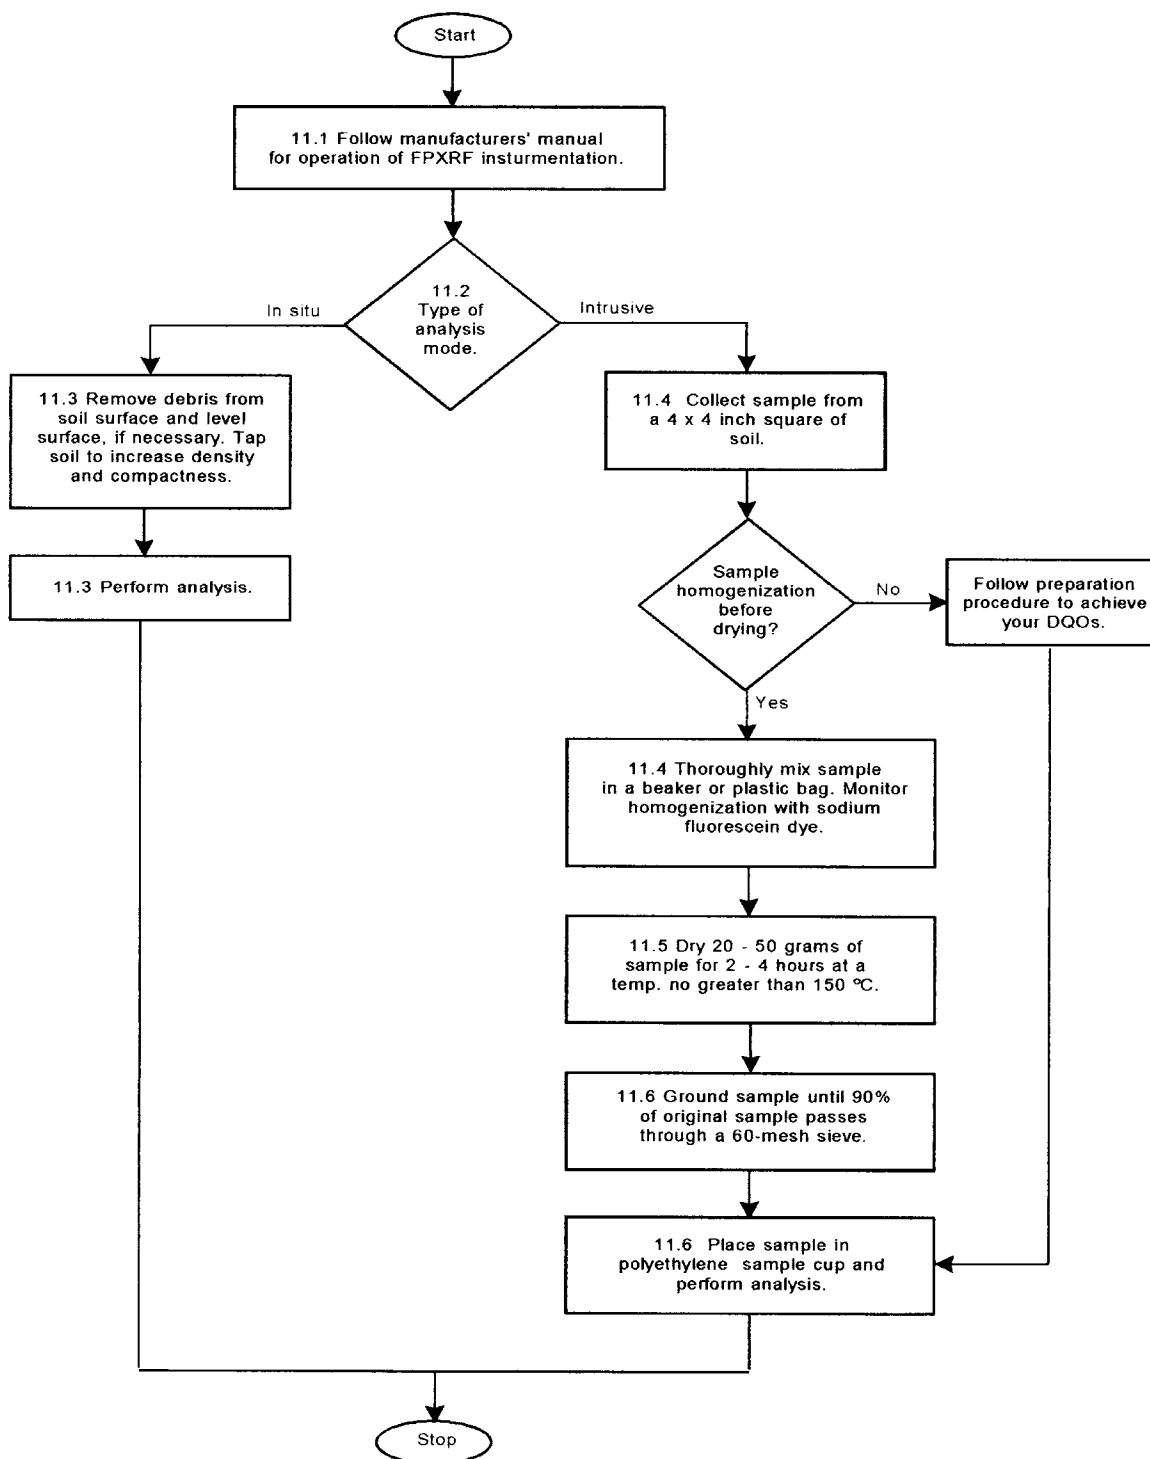 Start
11.1 Follow manufacturers' manual
for operation of FPXRF insturmentation.
11.2
Type of
analysis
mode.
In situ
Intrusive
11.3 Remove debris from
soil surface and level
surface, if necessary. Tap
soil to increase density
and compactness.
11.3 Perform analysis.
11.4 Collect sample from
a 4 x 4 inch square of
soil.
Sample
homogenization
before
drying?
No
Follow preparation
procedure to achieve
your DQOs.
Yes
11.4 Thoroughly mix sample
in a beaker or plastic bag. Monitor
homogenization with sodium
fluorescein dye.
11.5 Dry 20 - 50 grams of
sample for 2 - 4 hours at a
temp. no greater than 150 ºC.
11.6 Ground sample until 90%
of original sample passes
through a 60-mesh sieve.
11.6 Place sample in
polyethylene sample cup and
perform analysis.
Stop